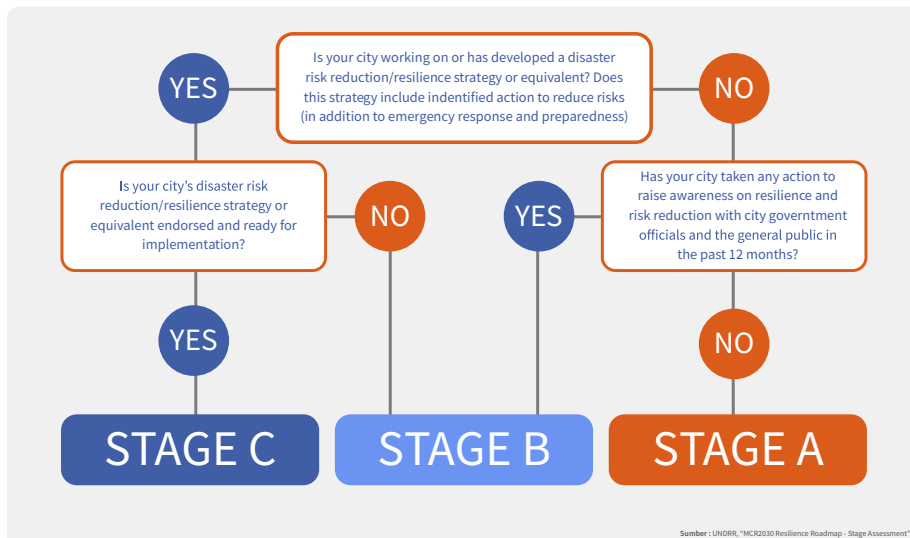 Is your city working on or has developed a disaster
risk reduction/resilience strategy or equivalent? Does
this strategy include indentified action to reduce risks
(in addition to emergency response and preparedness)
YES
NO
Is your city's disaster risk
reduction/resilience strategy or
equivalent endorsed and ready for
implementation?
NO
YES
Has your city taken any action to
raise awareness on resilience and
risk reduction with city governtment
officials and the general public in
the past 12 months?
YES
NO
STAGE C
STAGE B
STAGE A
Sumber : UNDRR, "MCR2030 Resilience Roadmap - Stage Assessment"